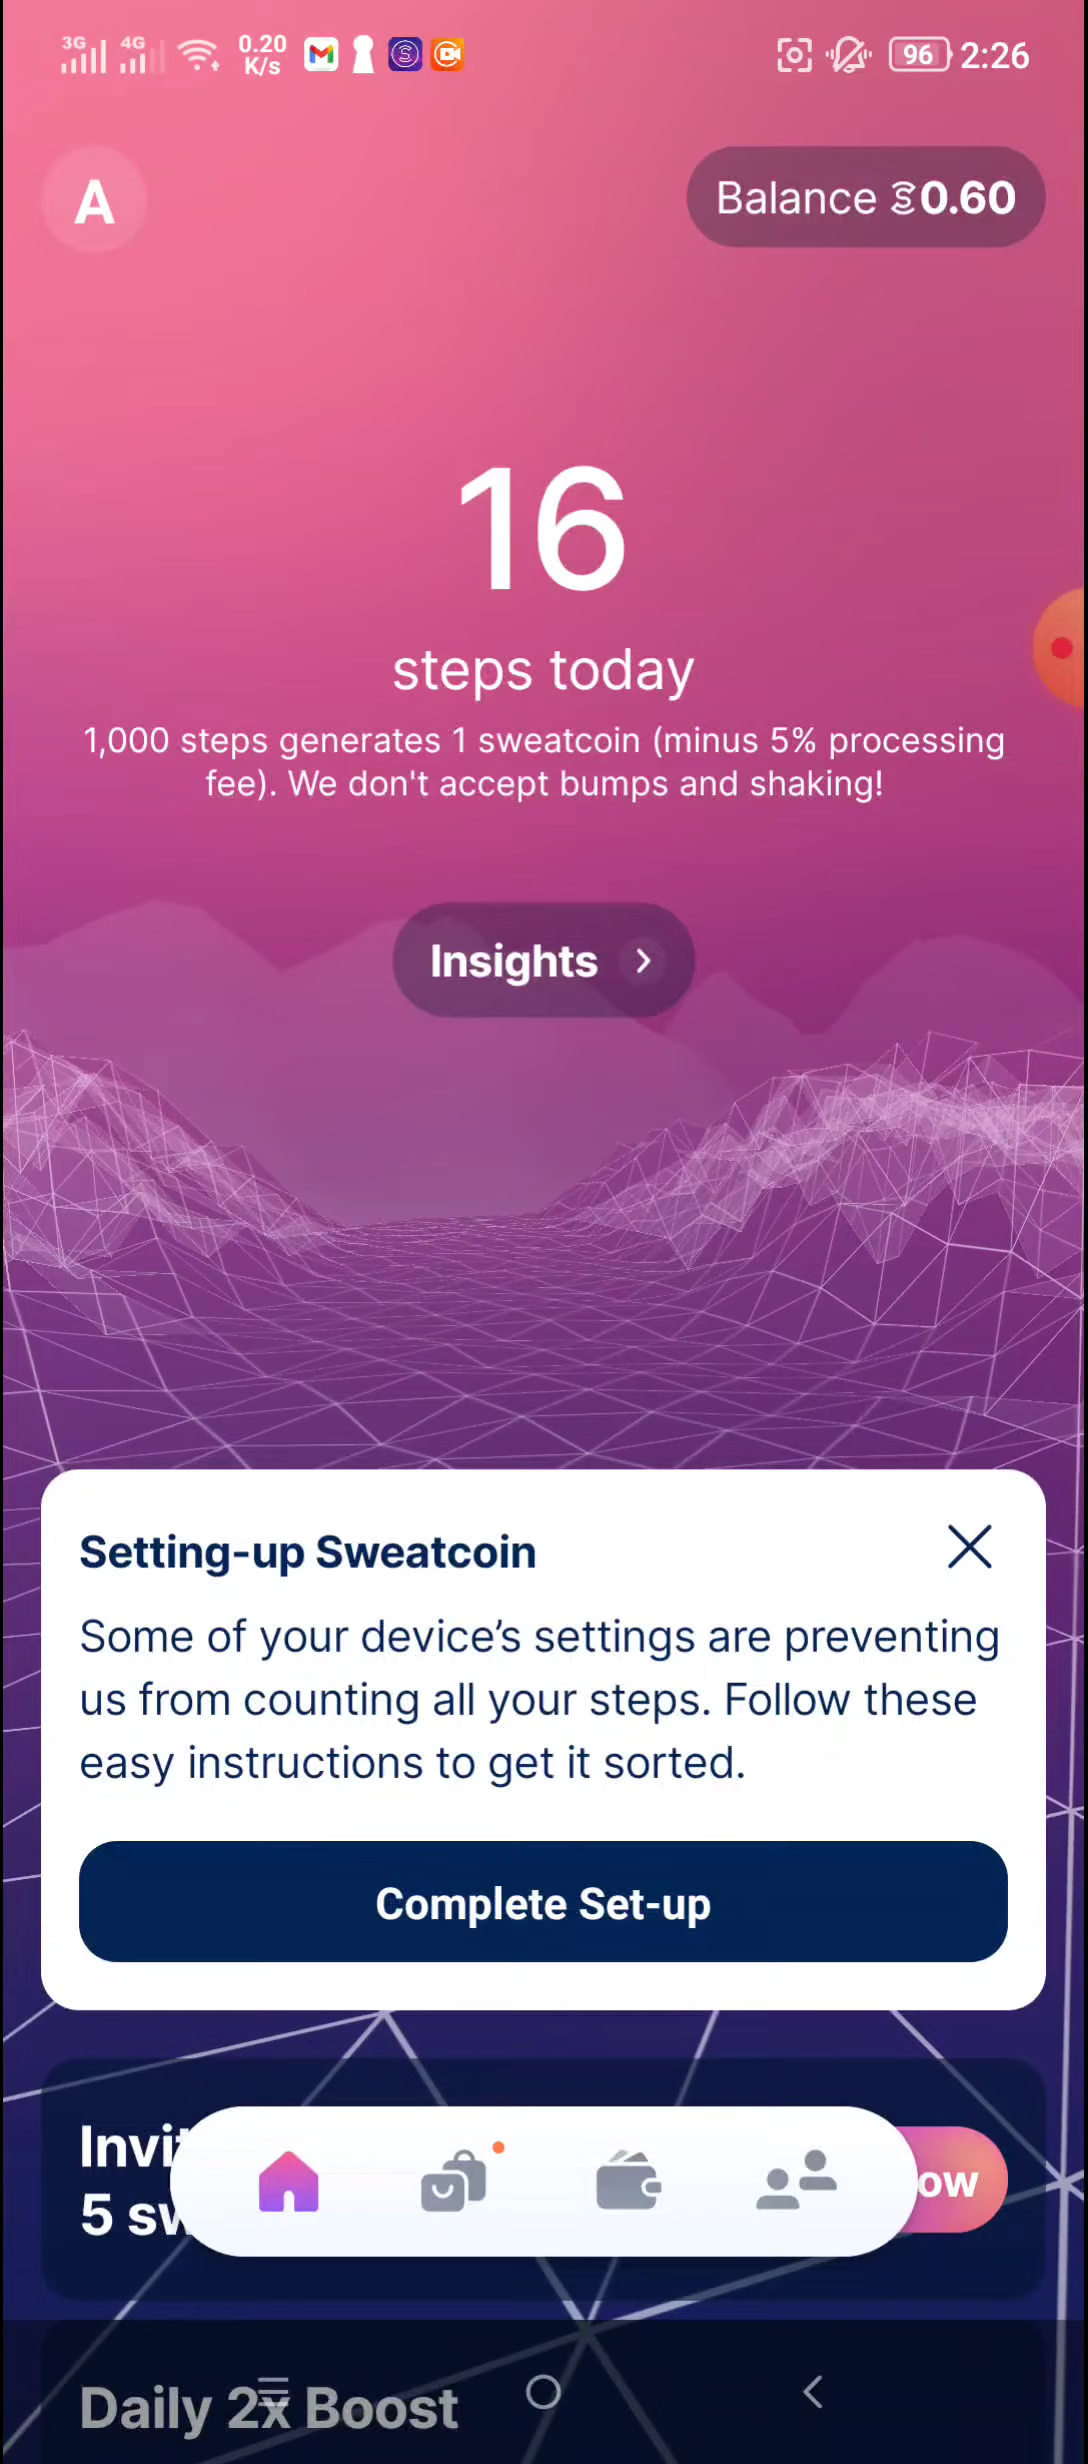 3G 4G 0.20 K/s 96 2:26
A
Balance 0.60
16
steps today
1,000 steps generates 1 sweatcoin (minus 5% processing
fee). We don't accept bumps and shaking!
Insights
Setting-up Sweatcoin
Some of your device’s settings are preventing
us from counting all your steps. Follow these
easy instructions to get it sorted.
Complete Set-up
5
Daily 2x Boost